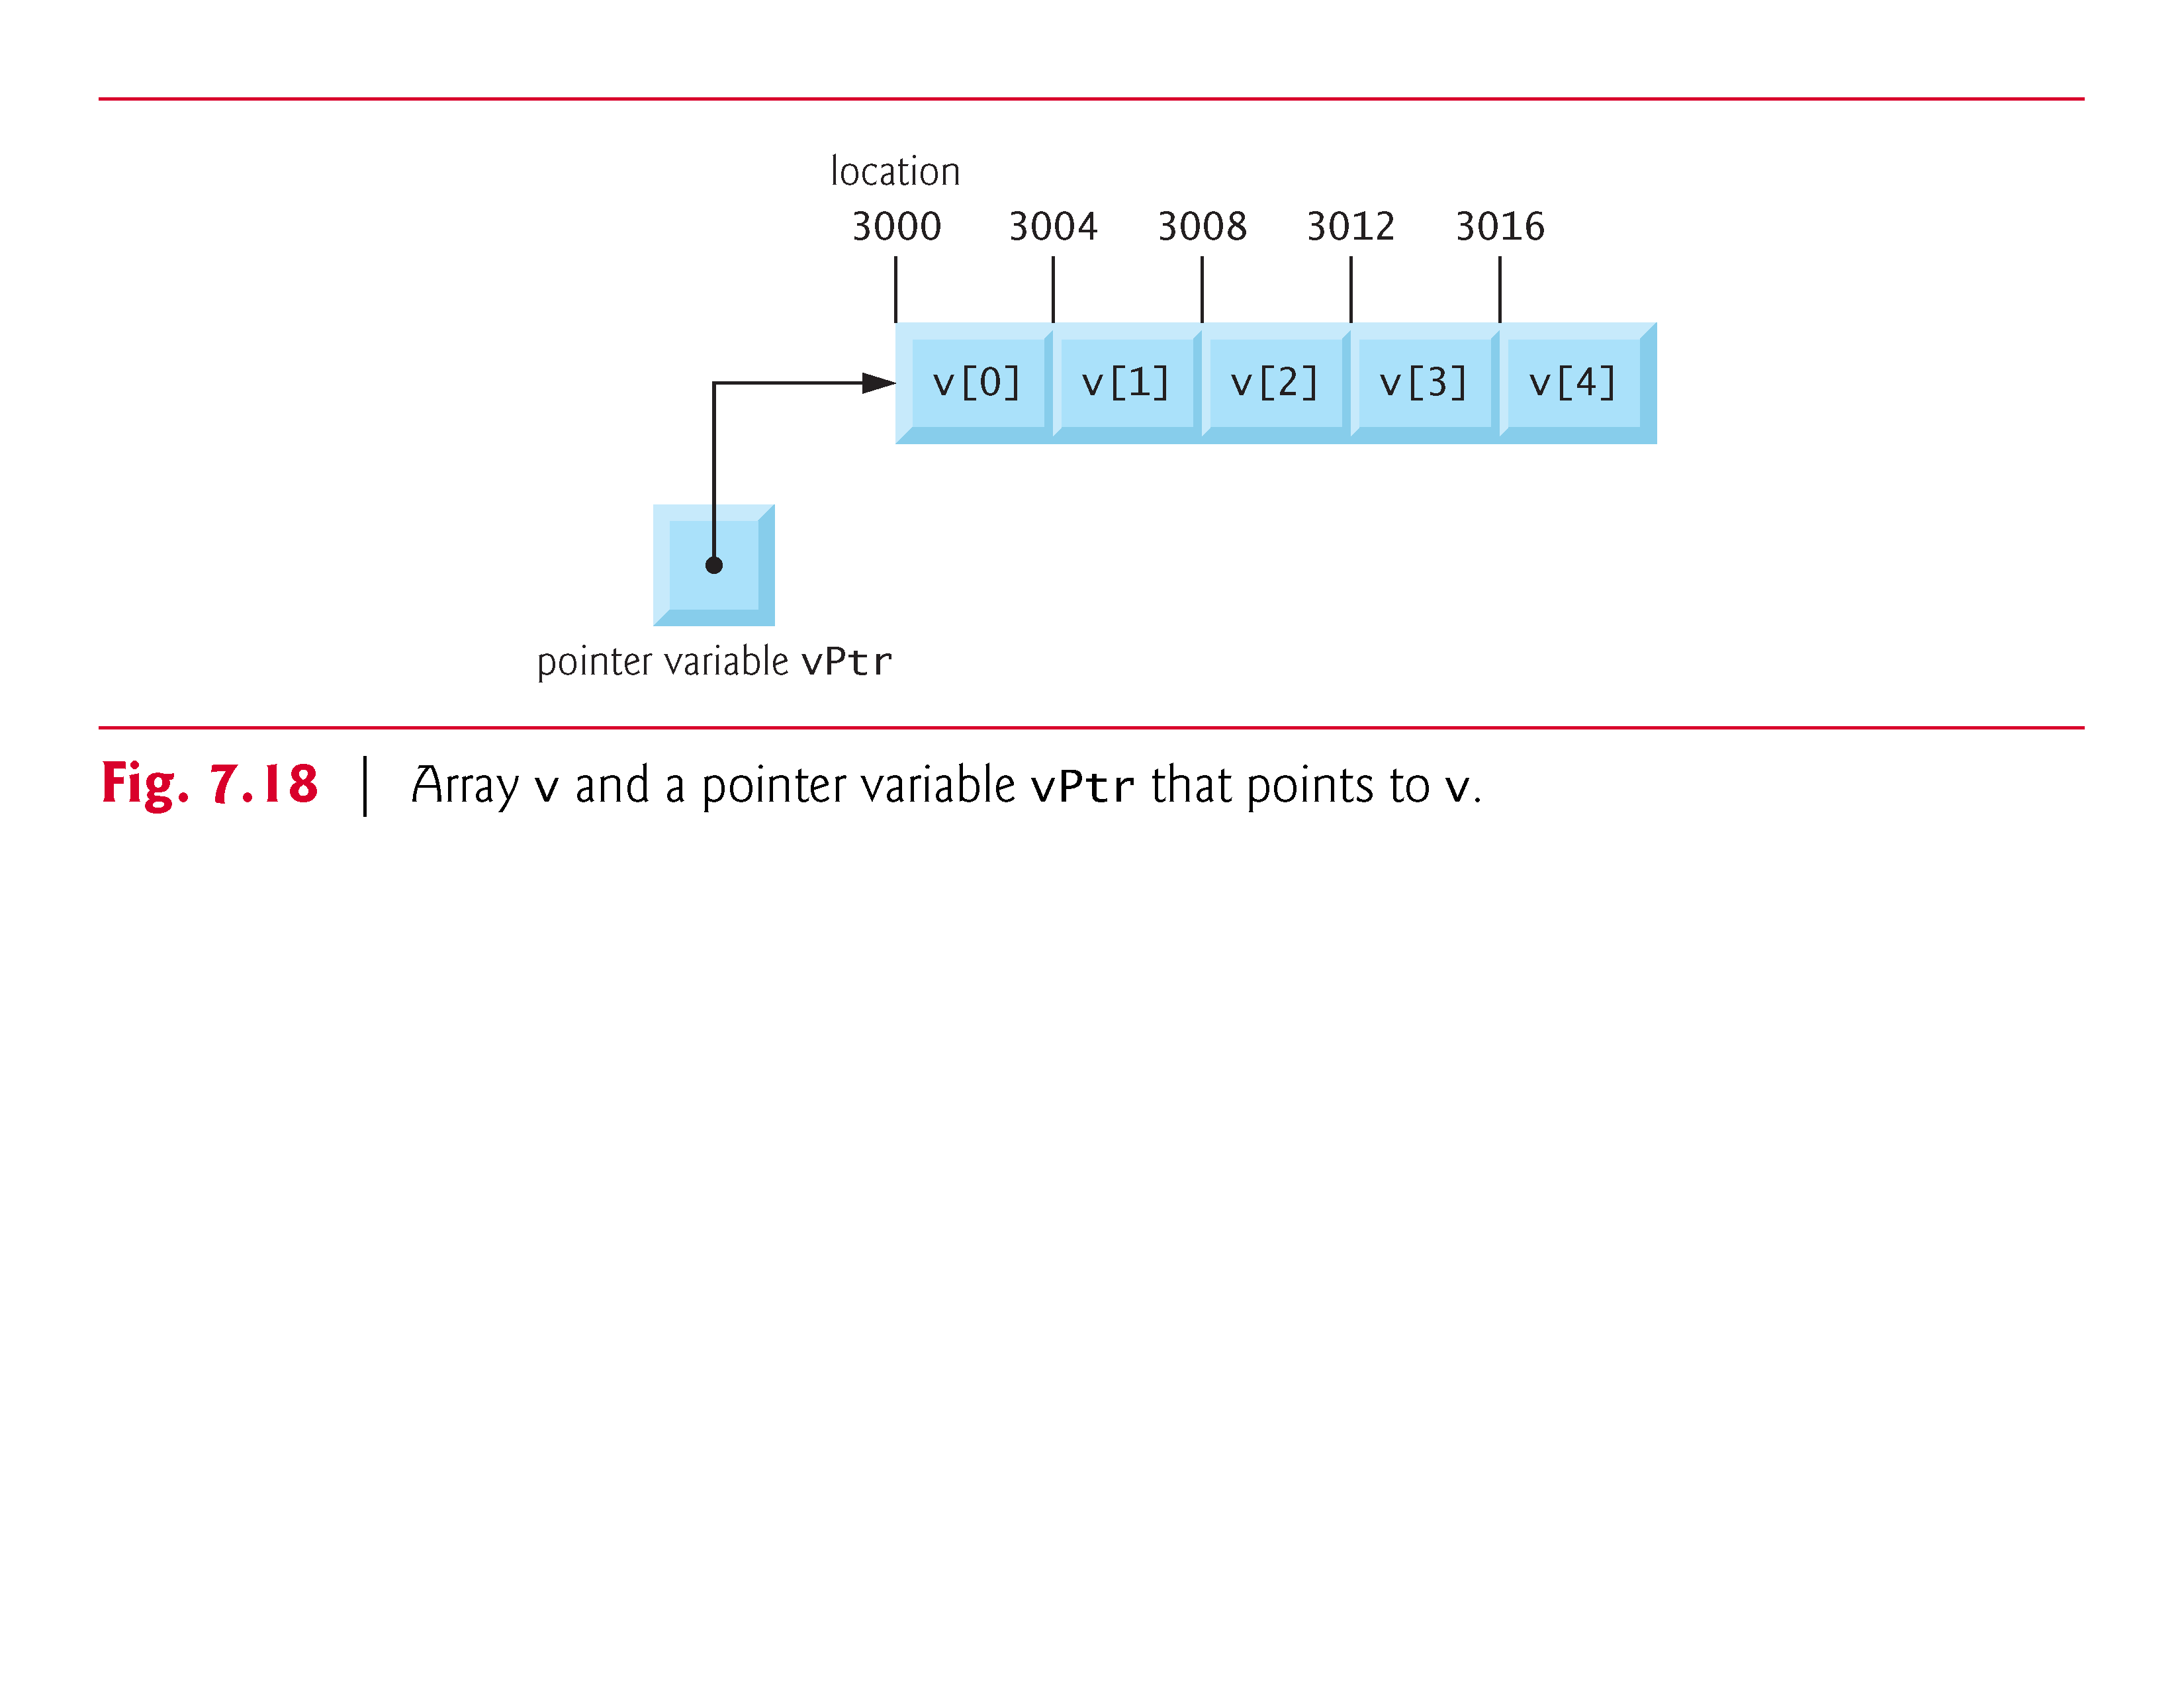 location
3000 3004 3008 3012 3016
v[0] v[1] v[2] v[3] v[4]
pointer variable vPtr
Fig. 7.18 | Array v and a pointer variable vPtr that points to v.